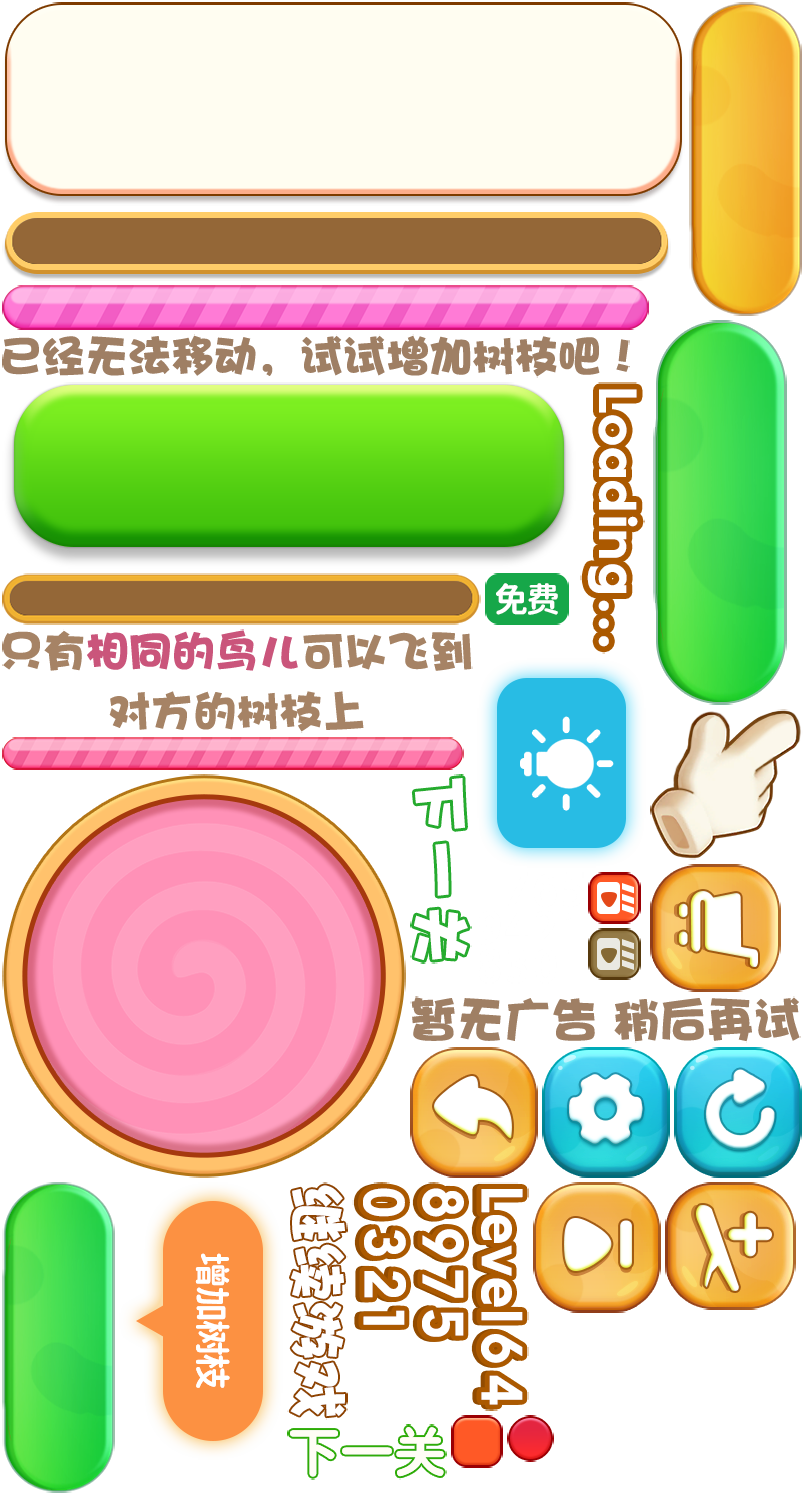 已经无法移动，试试增加树枝吧！
Loading...
免费
只有相同的鸟儿可以飞到
对方的树枝上
下一关
暂无广告 稍后再试
增加树枝
继续游戏
0321
8975
Level64
下一关